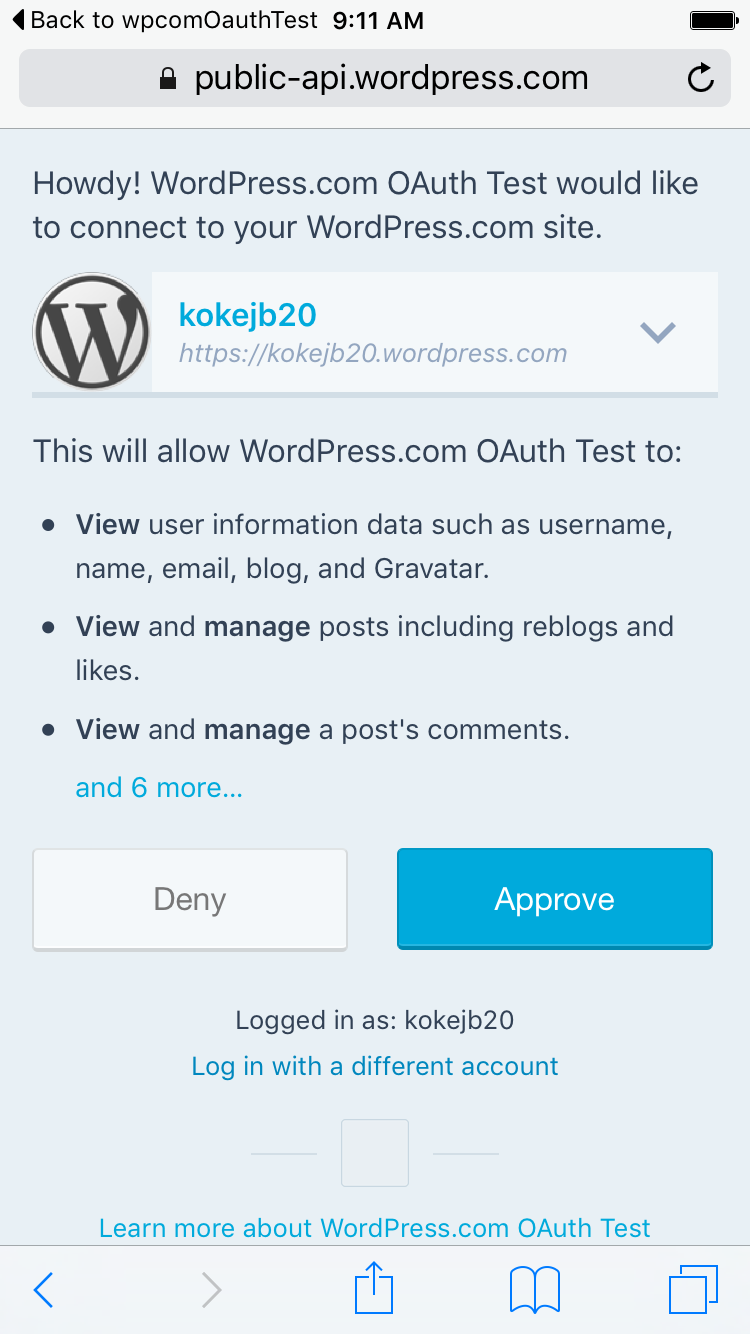 Back to wpcomOauthTest 9:11 AM
public-api.wordpress.com
Howdy! WordPress.com OAuth Test would like
to connect to your WordPress.com site.
kokejb20
https://kokejb20.wordpress.com
This will allow WordPress.com OAuth Test to:
• View user information data such as username,
name, email, blog, and Gravatar.
• View and manage posts including reblogs and
likes.
• View and manage a post's comments.
and 6 more...
Deny Approve
Logged in as: kokejb20
Log in with a different account
Learn more about WordPress.com OAuth Test